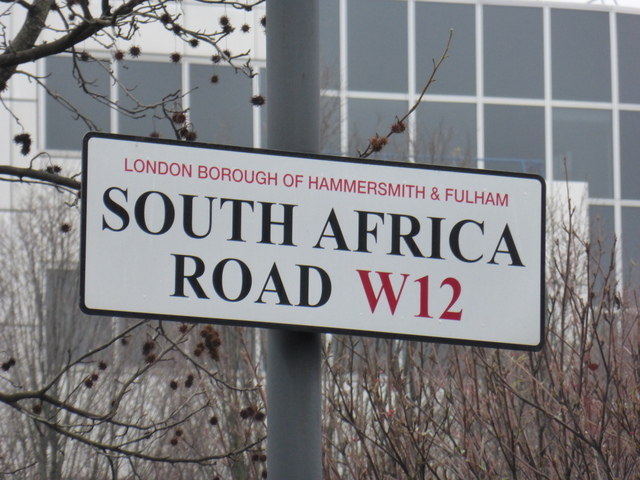 LONDON BOROUGH OF HAMMERSMITH & FULHAM
SOUTH AFRICA
ROAD W12